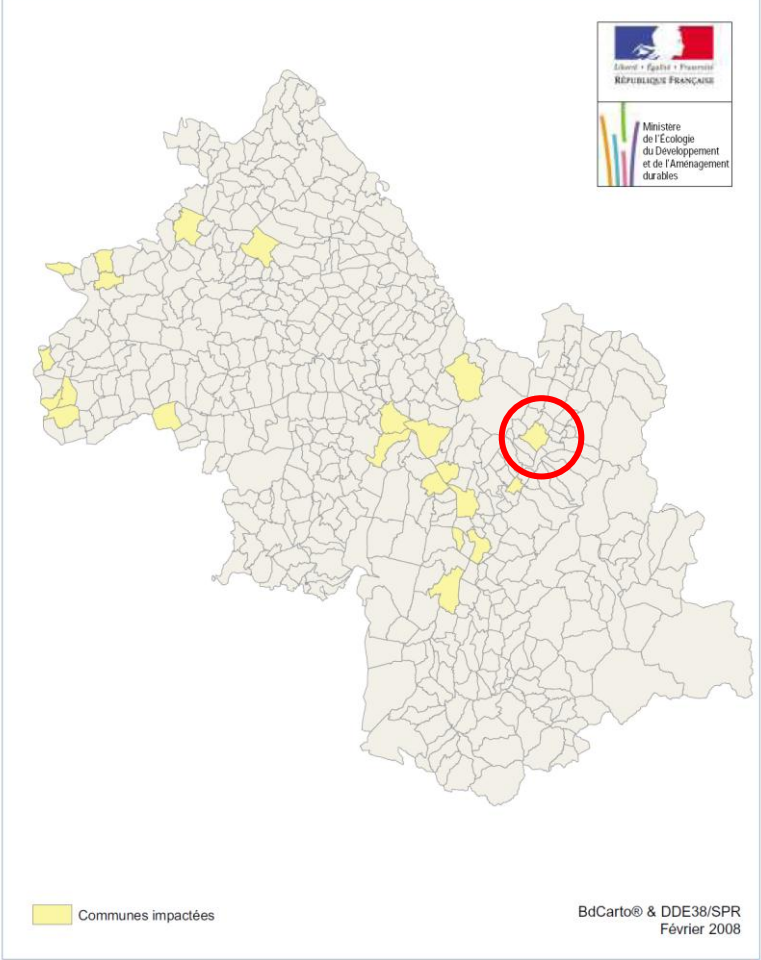 Liberté • Égalité • Fraternité
RÉPUBLIQUE FRANÇAISE
Ministère
de l'Écologie
du Développement
et de l'Aménagement
durables
Communes impactées
BdCarto® & DDE38/SPR
Février 2008